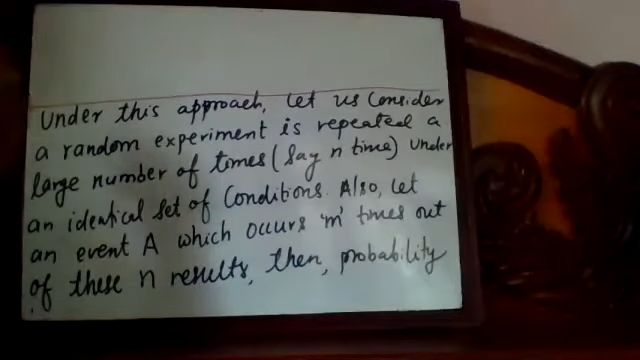 Under this approach, let us Consider
a random experiment is repeated a
large number of times (Say n time) Under
an identical set of Conditions. Also, let
an event A which occurs 'm' times out
of these n results, then, probability